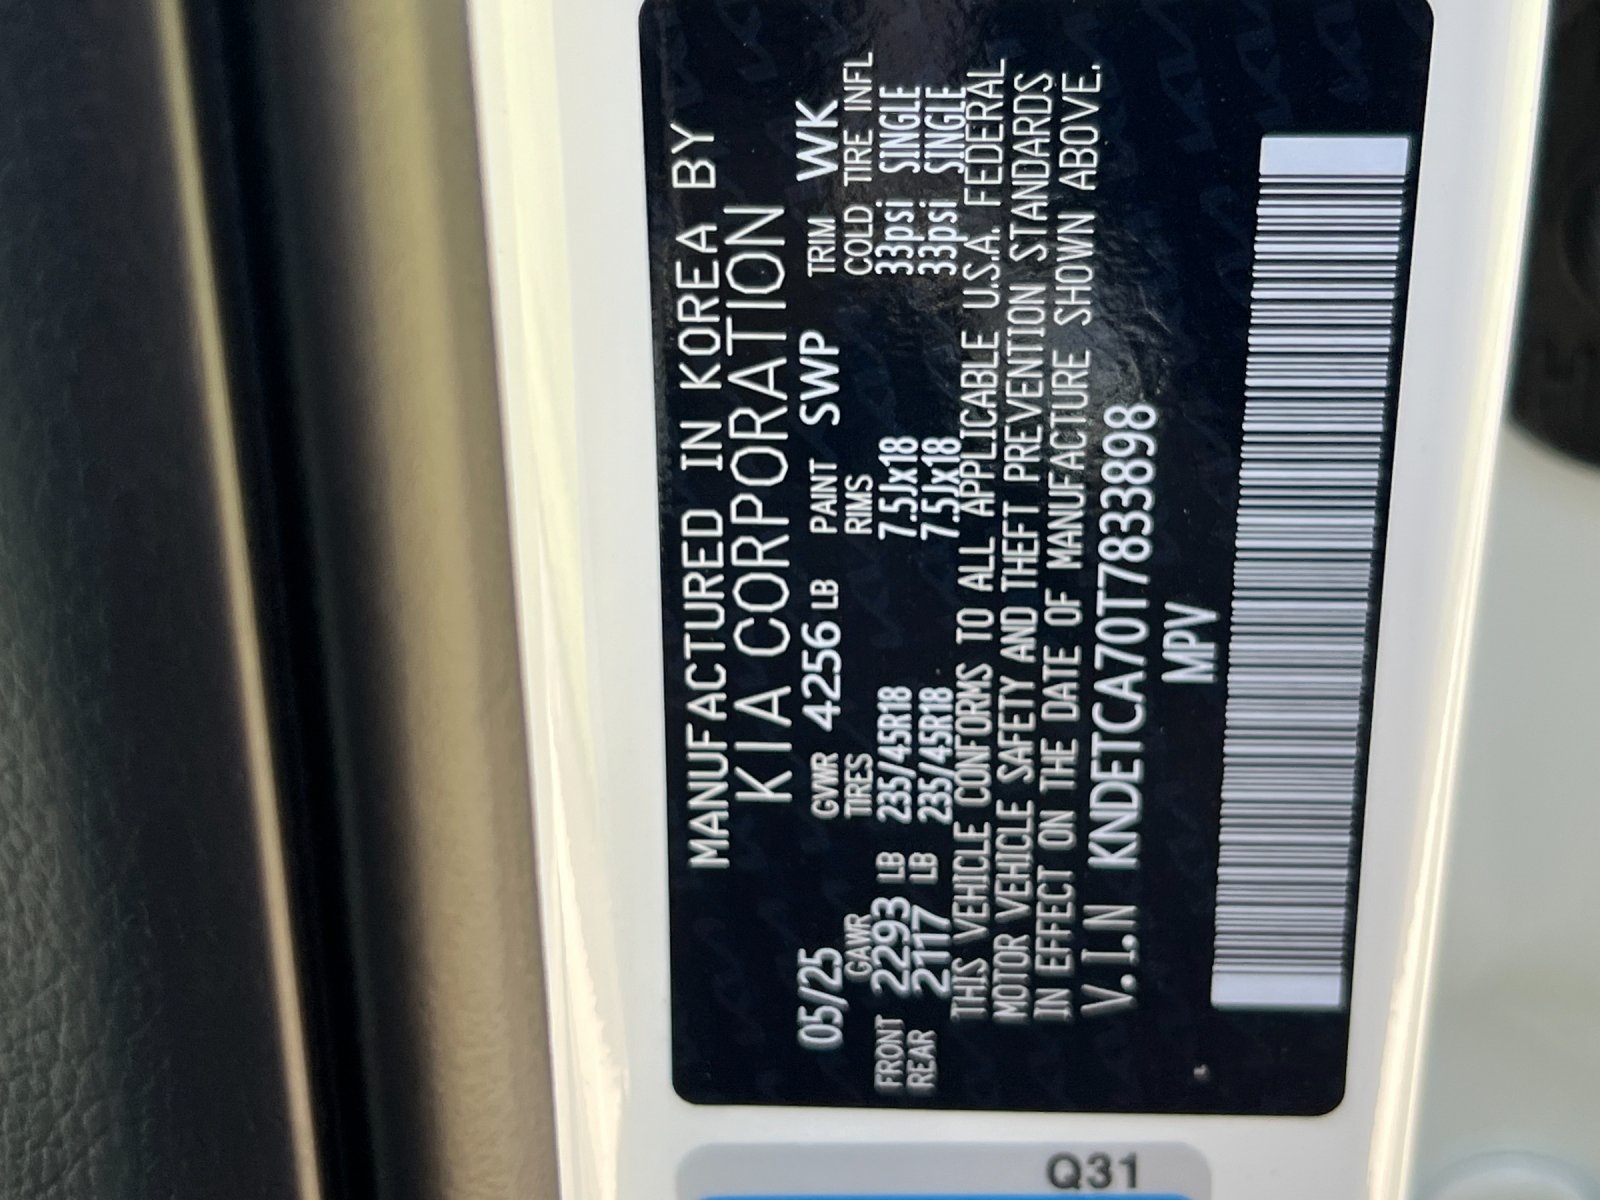 MANUFACTURED IN KOREA BY
KIA CORPORATION
05/25 GVWR 4256 LB PAINT SWP TRIM WK
GAWR TIRES RIMS COLD TIRE INFL
FRONT 2293 LB 235/45R18 7.5Jx18 33psi SINGLE
REAR 2117 LB 235/45R18 7.5Jx18 33psi SINGLE
THIS VEHICLE CONFORMS TO ALL APPLICABLE U.S.A. FEDERAL
MOTOR VEHICLE SAFETY AND THEFT PREVENTION STANDARDS
IN EFFECT ON THE DATE OF MANUFACTURE SHOWN ABOVE.
V.I.N KNDETCA70T7833898
MPV
Q31